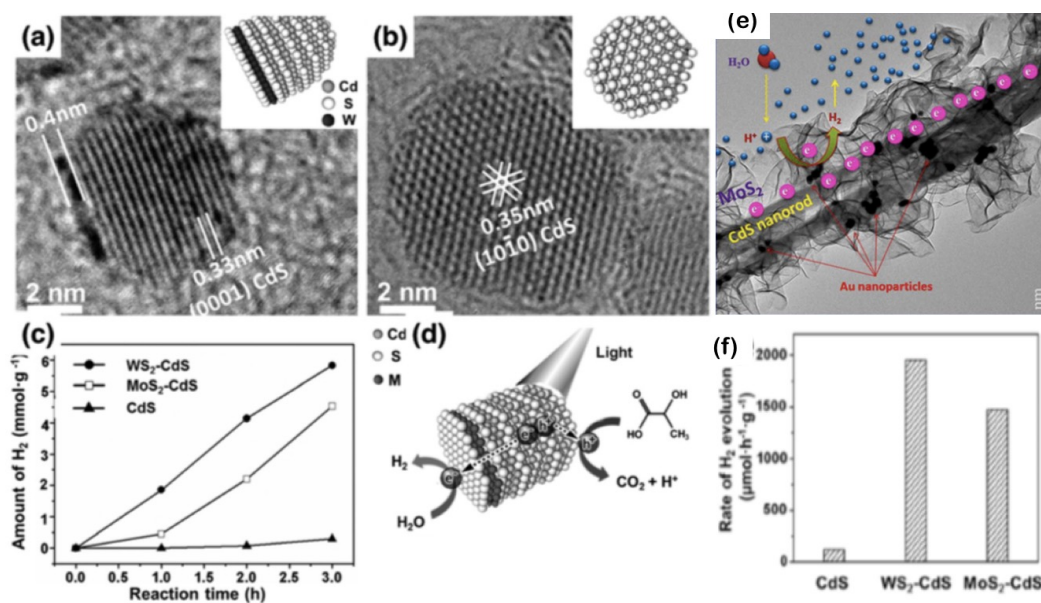 (a)
Cd
S
W
0.4nm
0.33nm
(0001) CdS
2 nm
(b)
0.35nm
(101̄0) CdS
2 nm
(e)
H₂O
H₂
H⁺
e⁻
MoS₂
CdS nanorod
Au nanoparticles
nm
(c)
Amount of H₂ (mmol·g⁻¹)
6
5
4
3
2
1
0
WS₂-CdS
MoS₂-CdS
CdS
0.0 0.5 1.0 1.5 2.0 2.5 3.0
Reaction time (h)
(d)
Cd
S
M
Light
e⁻
h⁺
e⁻
h⁺
O
OH
HO
CH₃
H₂
H₂O
CO₂ + H⁺
(f)
Rate of H₂ evolution
(μmol·h⁻¹·g⁻¹)
2000
1500
1000
500
0
CdS WS₂-CdS MoS₂-CdS